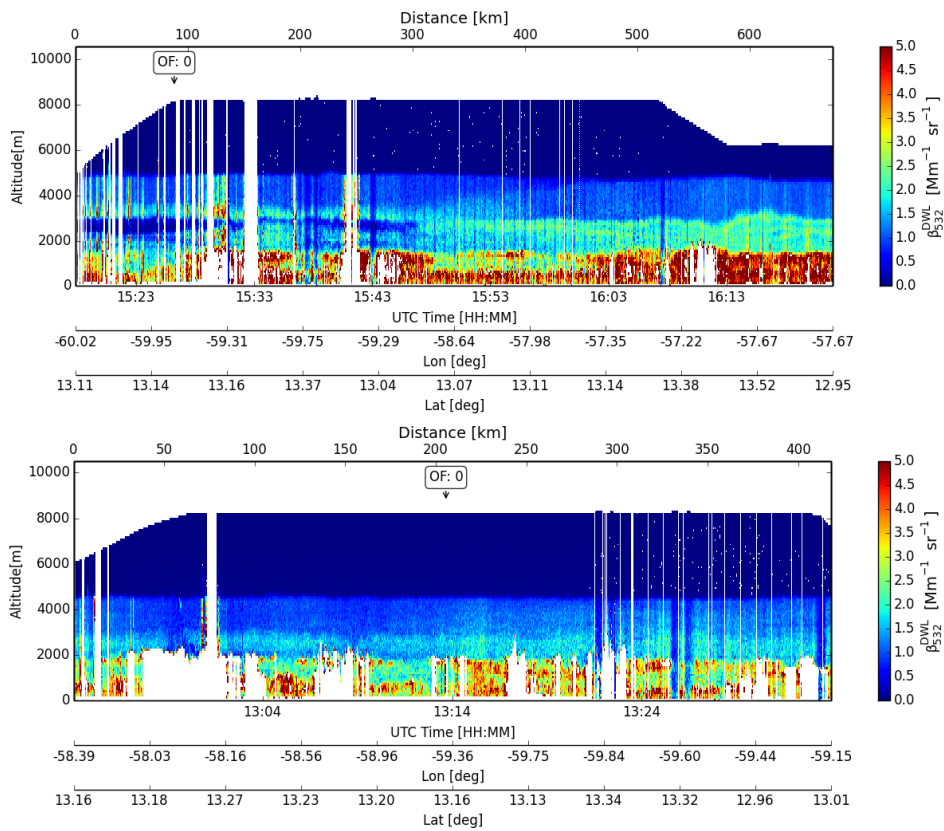 Distance [km]
0 100 200 300 400 500 600
OF: 0
10000
8000
6000
4000
2000
0
Altitude[m]
15:23 15:33 15:43 15:53 16:03 16:13
UTC Time [HH:MM]
-60.02 -59.95 -59.31 -59.75 -59.29 -58.64 -57.98 -57.35 -57.22 -57.67 -57.67
Lon [deg]
13.11 13.14 13.16 13.37 13.04 13.07 13.11 13.14 13.38 13.52 12.95
Lat [deg]
5.0
4.5
4.0
3.5
3.0
2.5
2.0
1.5
1.0
0.5
0.0
β^DWL_532 [Mm⁻¹ sr⁻¹]
Distance [km]
0 50 100 150 200 250 300 350 400
OF: 0
10000
8000
6000
4000
2000
0
Altitude[m]
13:04 13:14 13:24
UTC Time [HH:MM]
-58.39 -58.03 -58.16 -58.56 -58.96 -59.36 -59.75 -59.84 -59.60 -59.44 -59.15
Lon [deg]
13.16 13.18 13.27 13.23 13.20 13.16 13.13 13.34 13.32 12.96 13.01
Lat [deg]
5.0
4.5
4.0
3.5
3.0
2.5
2.0
1.5
1.0
0.5
0.0
β^DWL_532 [Mm⁻¹ sr⁻¹]